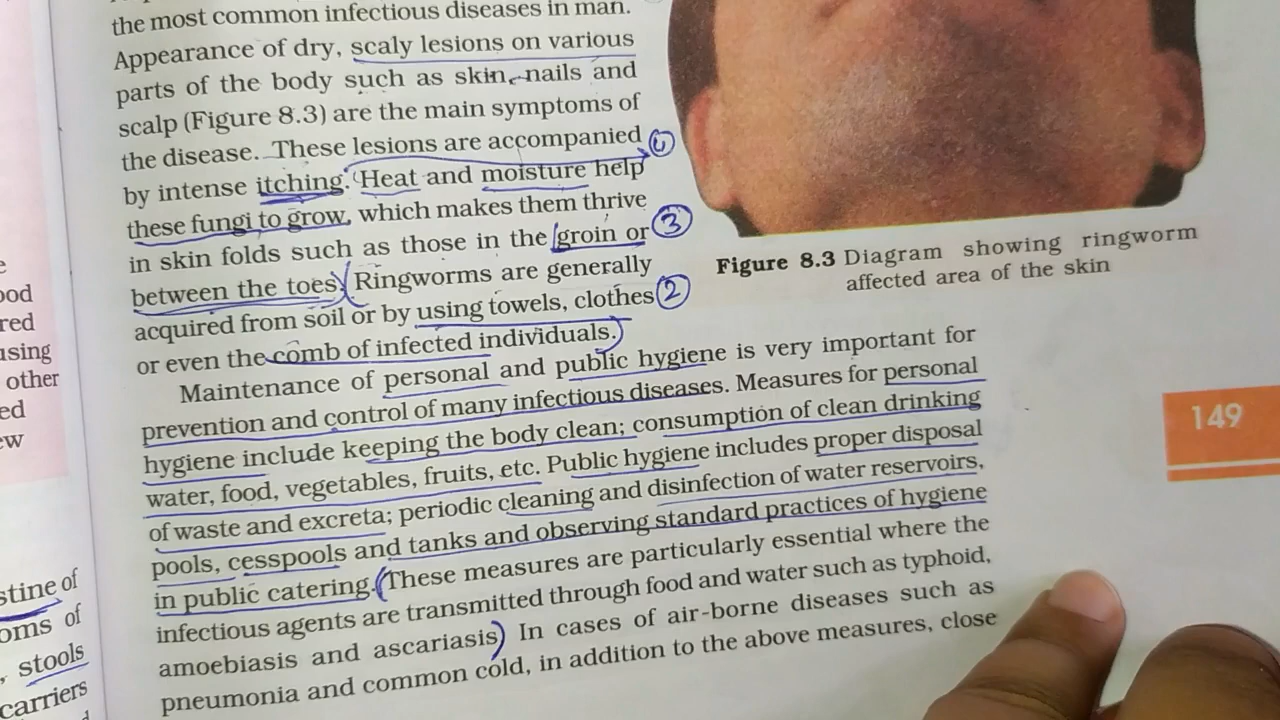 the most common infectious diseases in man.
Appearance of dry, scaly lesions on various
parts of the body such as skin, nails and
scalp (Figure 8.3) are the main symptoms of
the disease. These lesions are accompanied
by intense itching. Heat and moisture help
these fungi to grow, which makes them thrive
in skin folds such as those in the groin or
between the toes. Ringworms are generally
acquired from soil or by using towels, clothes
or even the comb of infected individuals.
3
2
Figure 8.3 Diagram showing ringworm
affected area of the skin
Maintenance of personal and public hygiene is very important for
prevention and control of many infectious diseases. Measures for personal
hygiene include keeping the body clean; consumption of clean drinking
water, food, vegetables, fruits, etc. Public hygiene includes proper disposal
of waste and excreta; periodic cleaning and disinfection of water reservoirs,
pools, cesspools and tanks and observing standard practices of hygiene
in public catering. These measures are particularly essential where the
infectious agents are transmitted through food and water such as typhoid,
amoebiasis and ascariasis. In cases of air-borne diseases such as
pneumonia and common cold, in addition to the above measures, close
149
other
of
of
stools
carriers